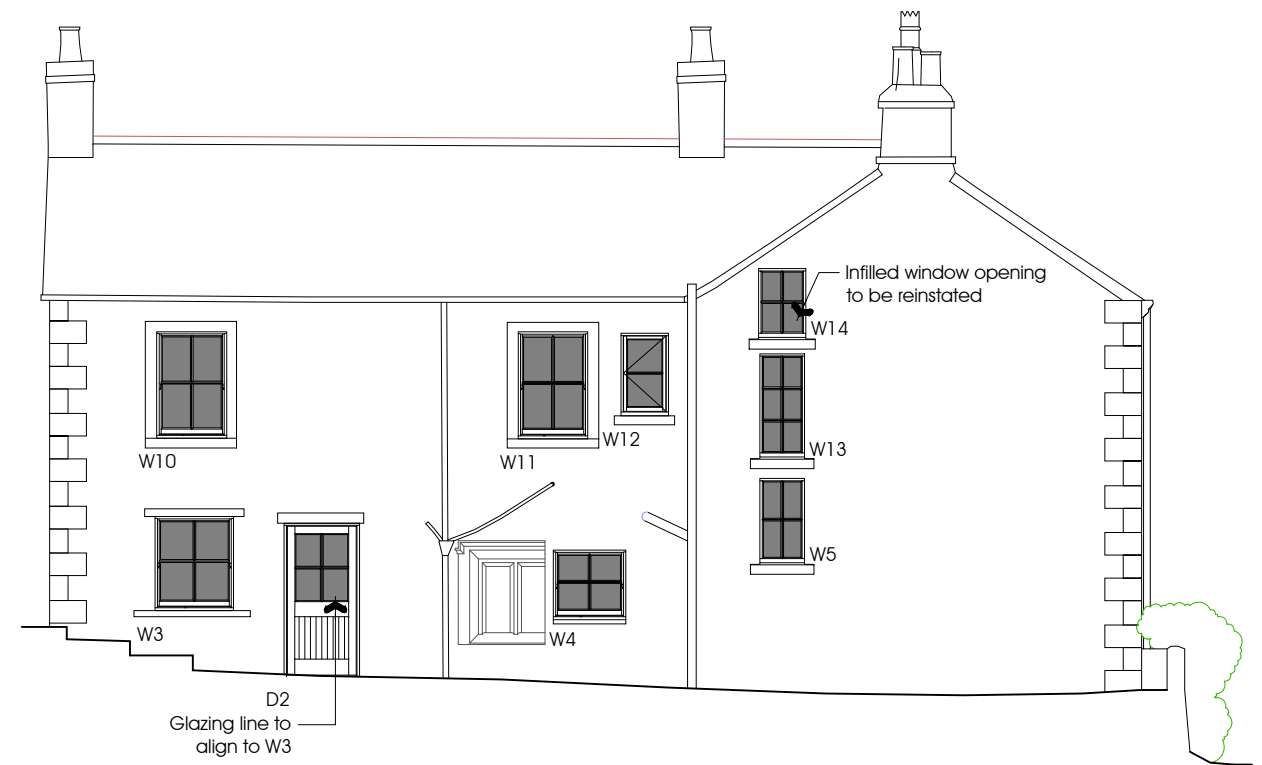 Infilled window opening
to be reinstated
W14
W12
W10
W11
W13
W5
W3
W4
D2
Glazing line to
align to W3